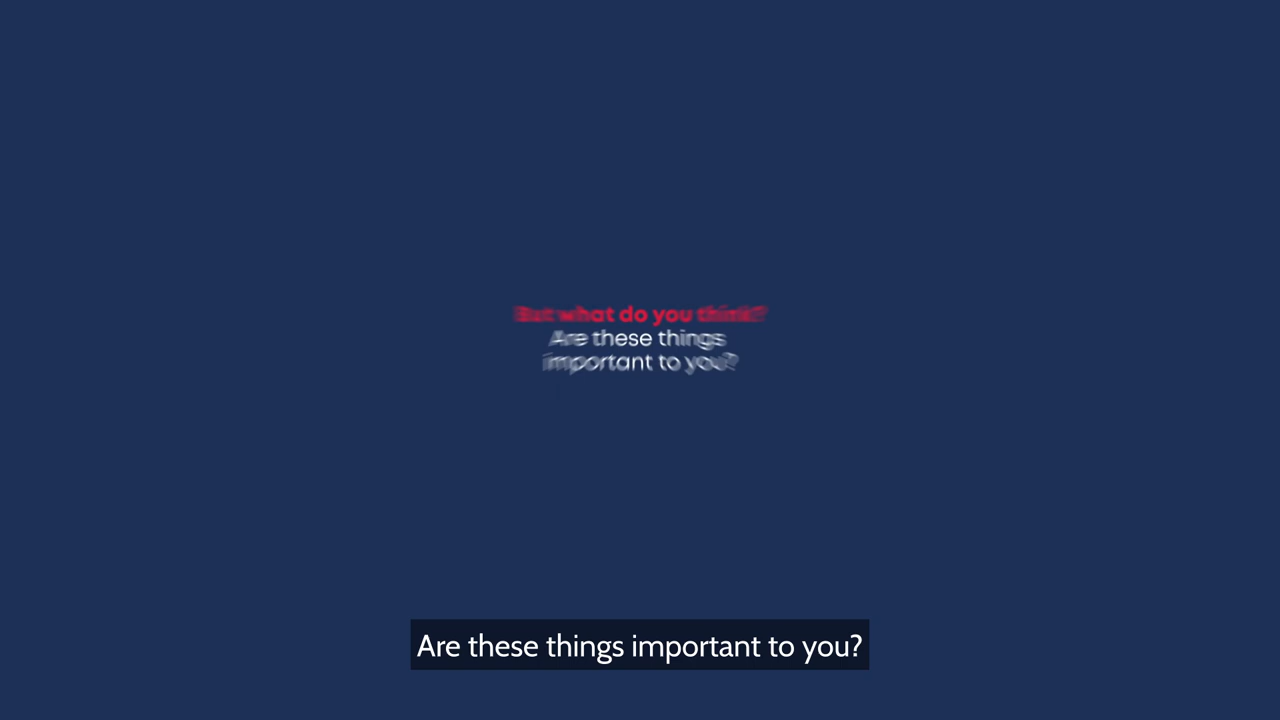 But what do you think?
Are these things
important to you?
Are these things important to you?